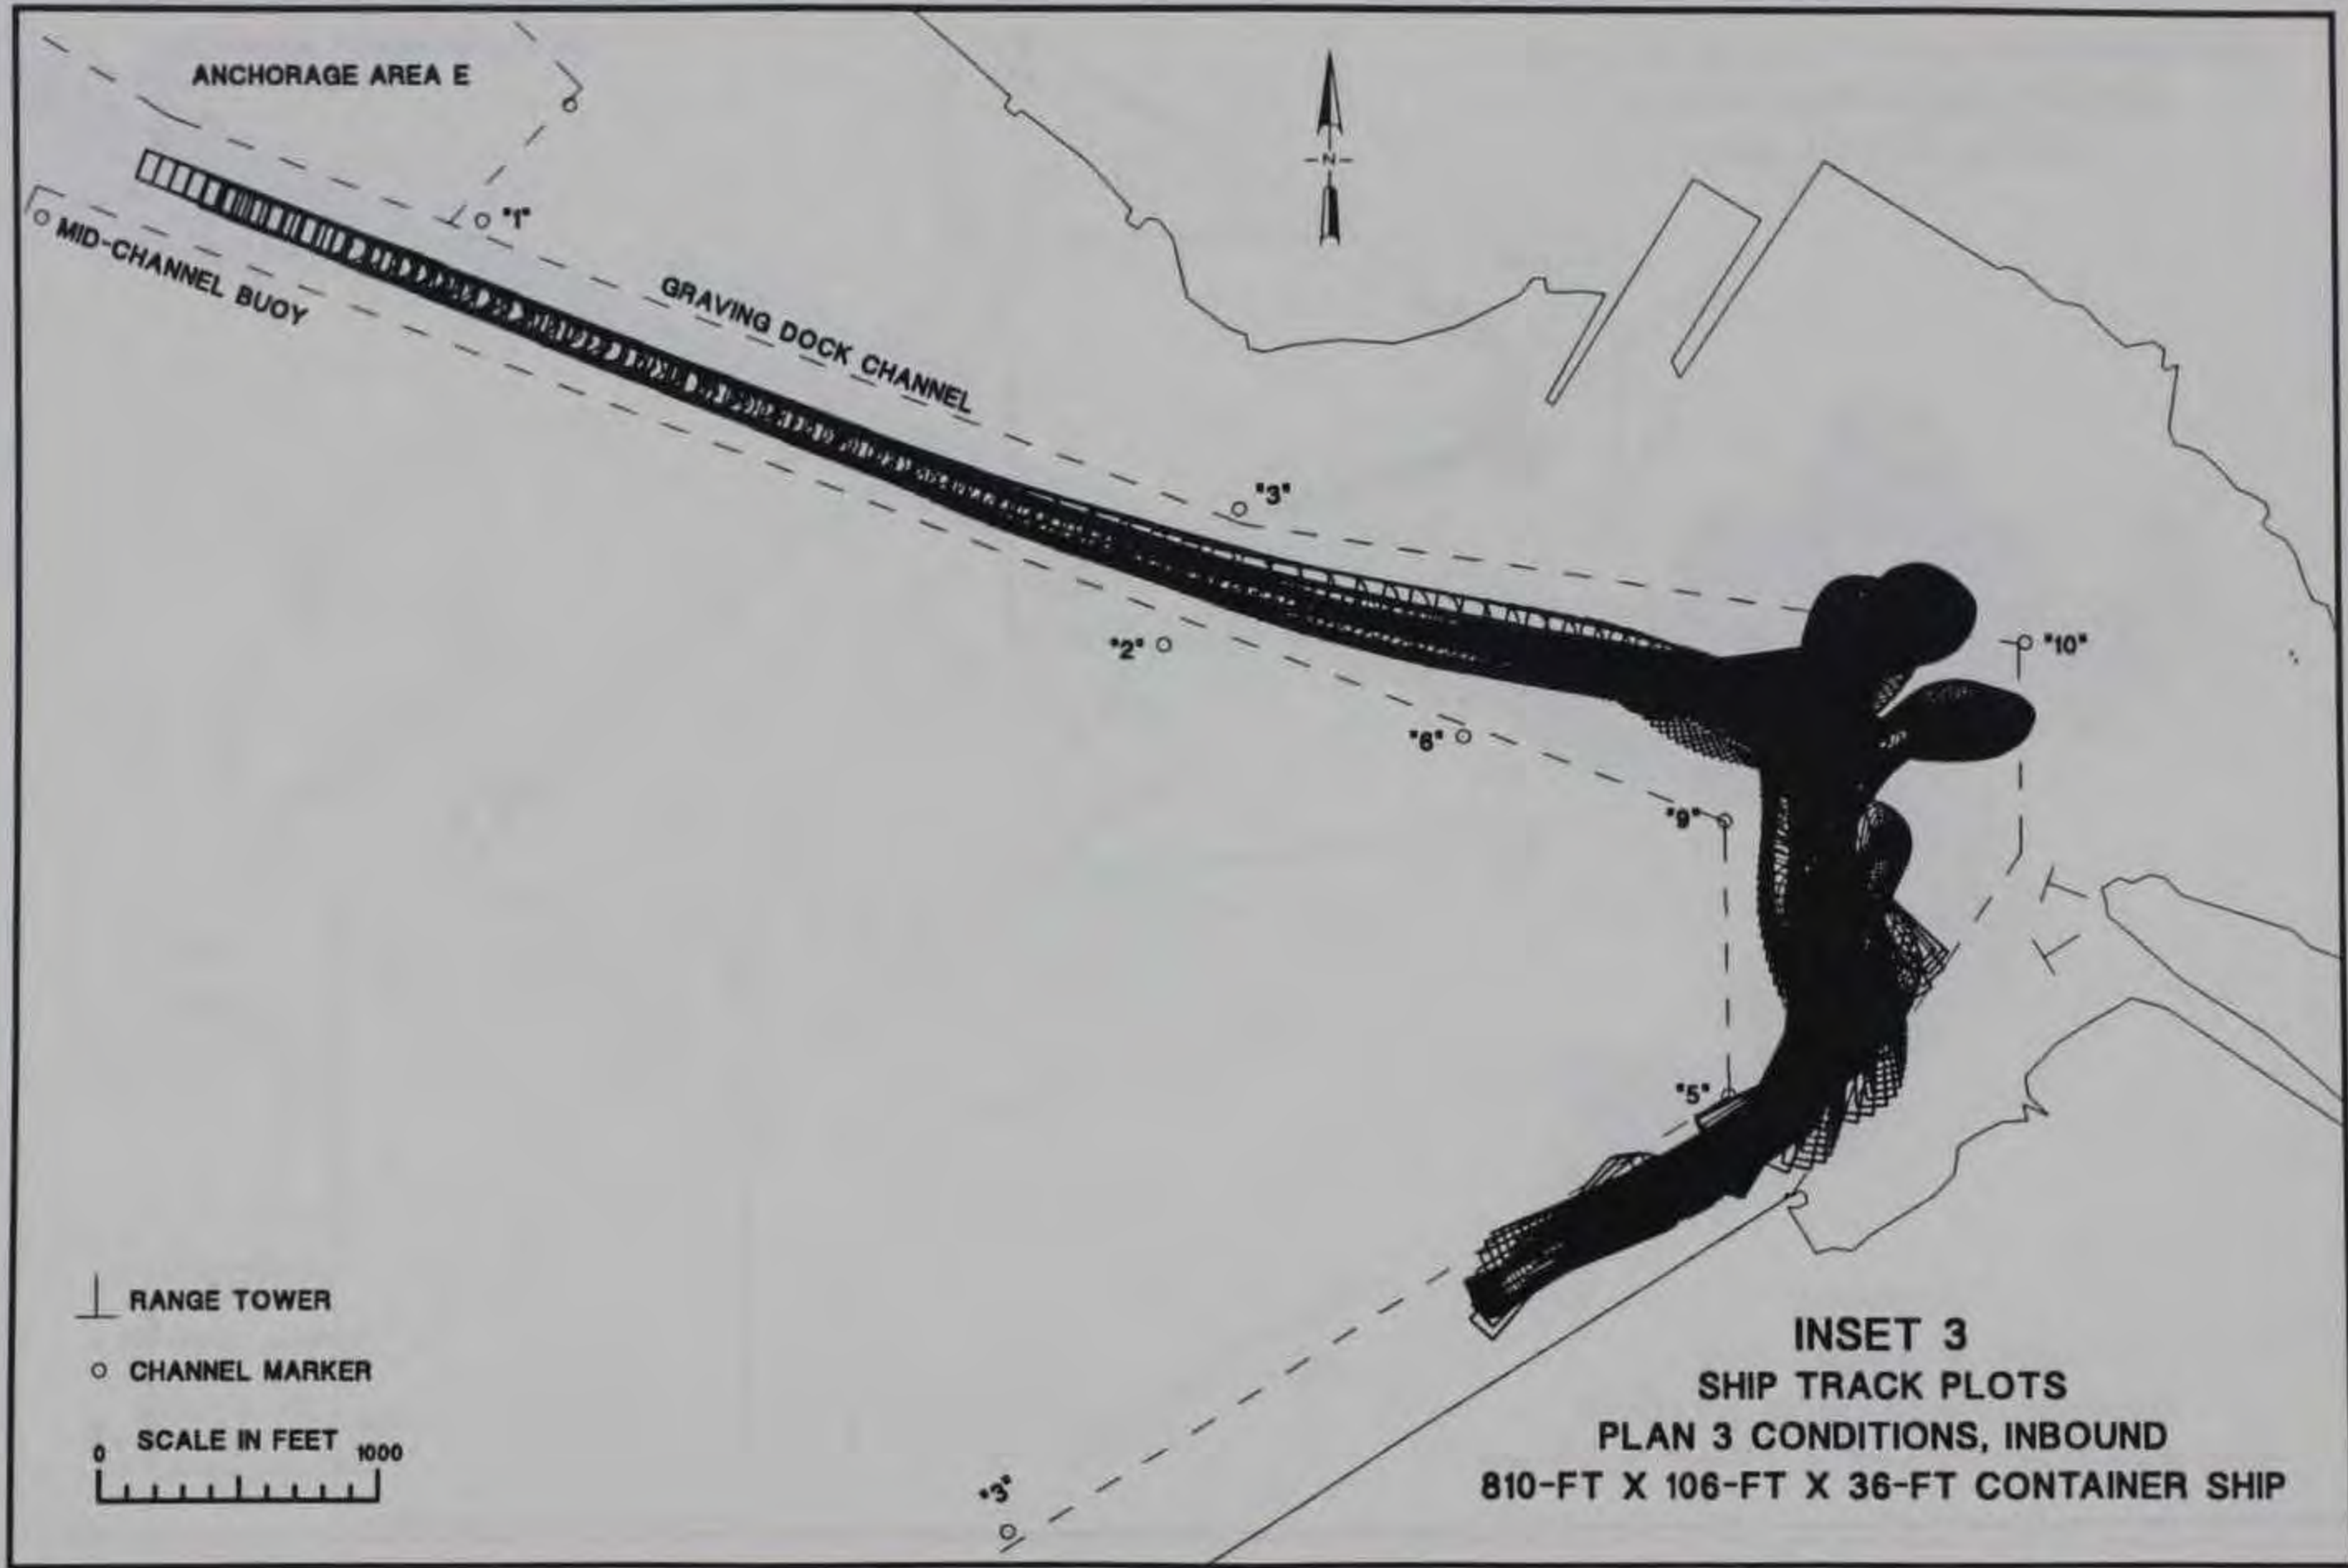 ANCHORAGE AREA E
N
"1"
MID-CHANNEL BUOY
GRAVING DOCK CHANNEL
"3"
"2"
"10"
"6"
"9"
"5"
RANGE TOWER
CHANNEL MARKER
SCALE IN FEET
0 1000
"3"
INSET 3
SHIP TRACK PLOTS
PLAN 3 CONDITIONS, INBOUND
810-FT X 106-FT X 36-FT CONTAINER SHIP